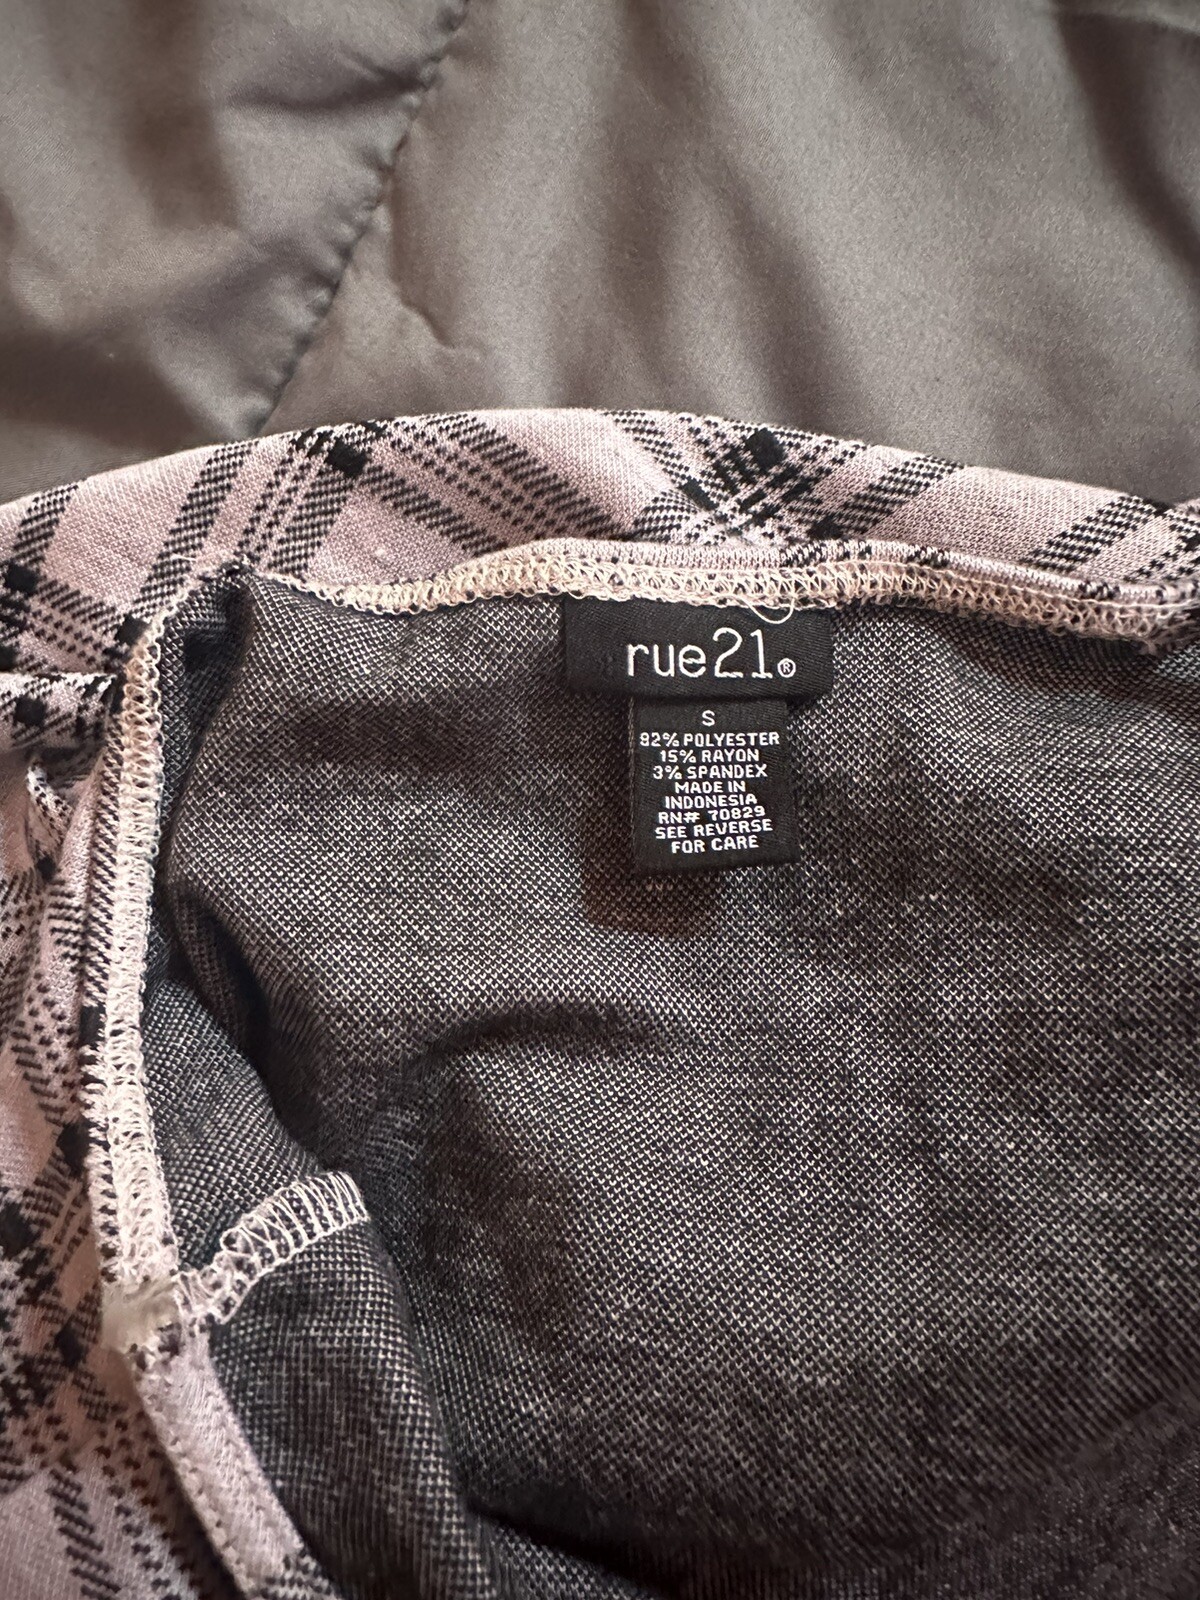 rue21®
S
82% POLYESTER
15% RAYON
3% SPANDEX
MADE IN
INDONESIA
RN# 70829
SEE REVERSE
FOR CARE